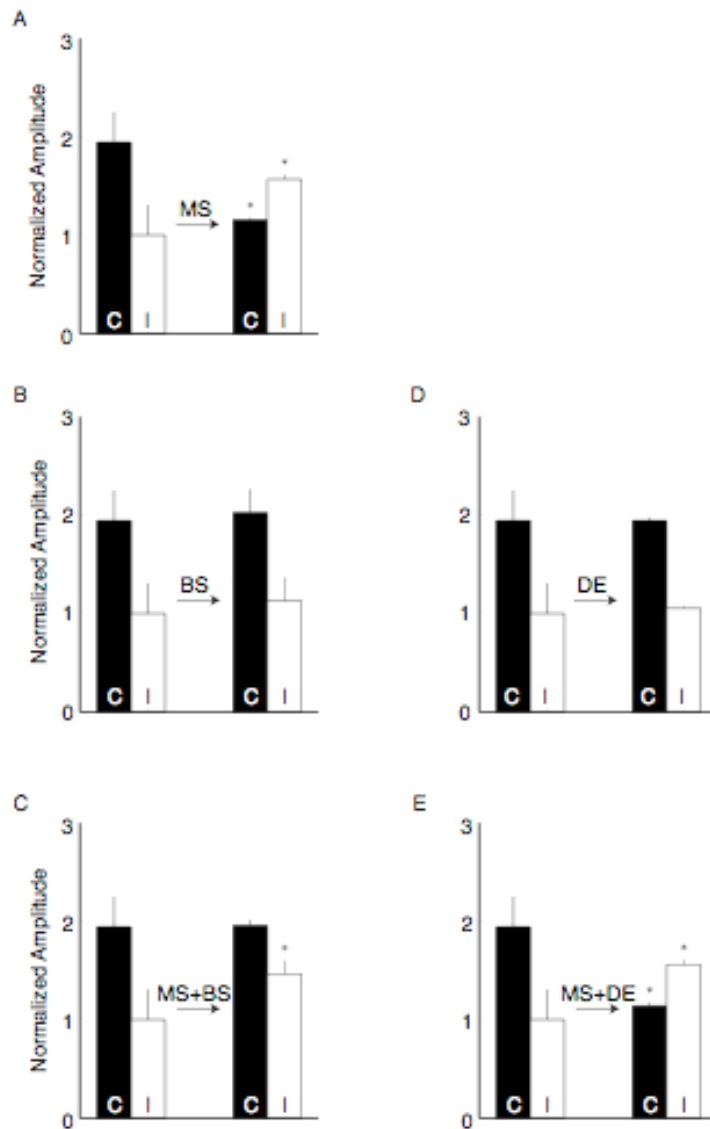 A
3
2
1
0
Normalized Amplitude
MS
* *
C I C I
B
3
2
1
0
Normalized Amplitude
BS
C I C I
D
3
2
1
0
DE
C I C I
C
3
2
1
0
Normalized Amplitude
MS+BS
*
C I C I
E
3
2
1
0
MS+DE
* *
C I C I